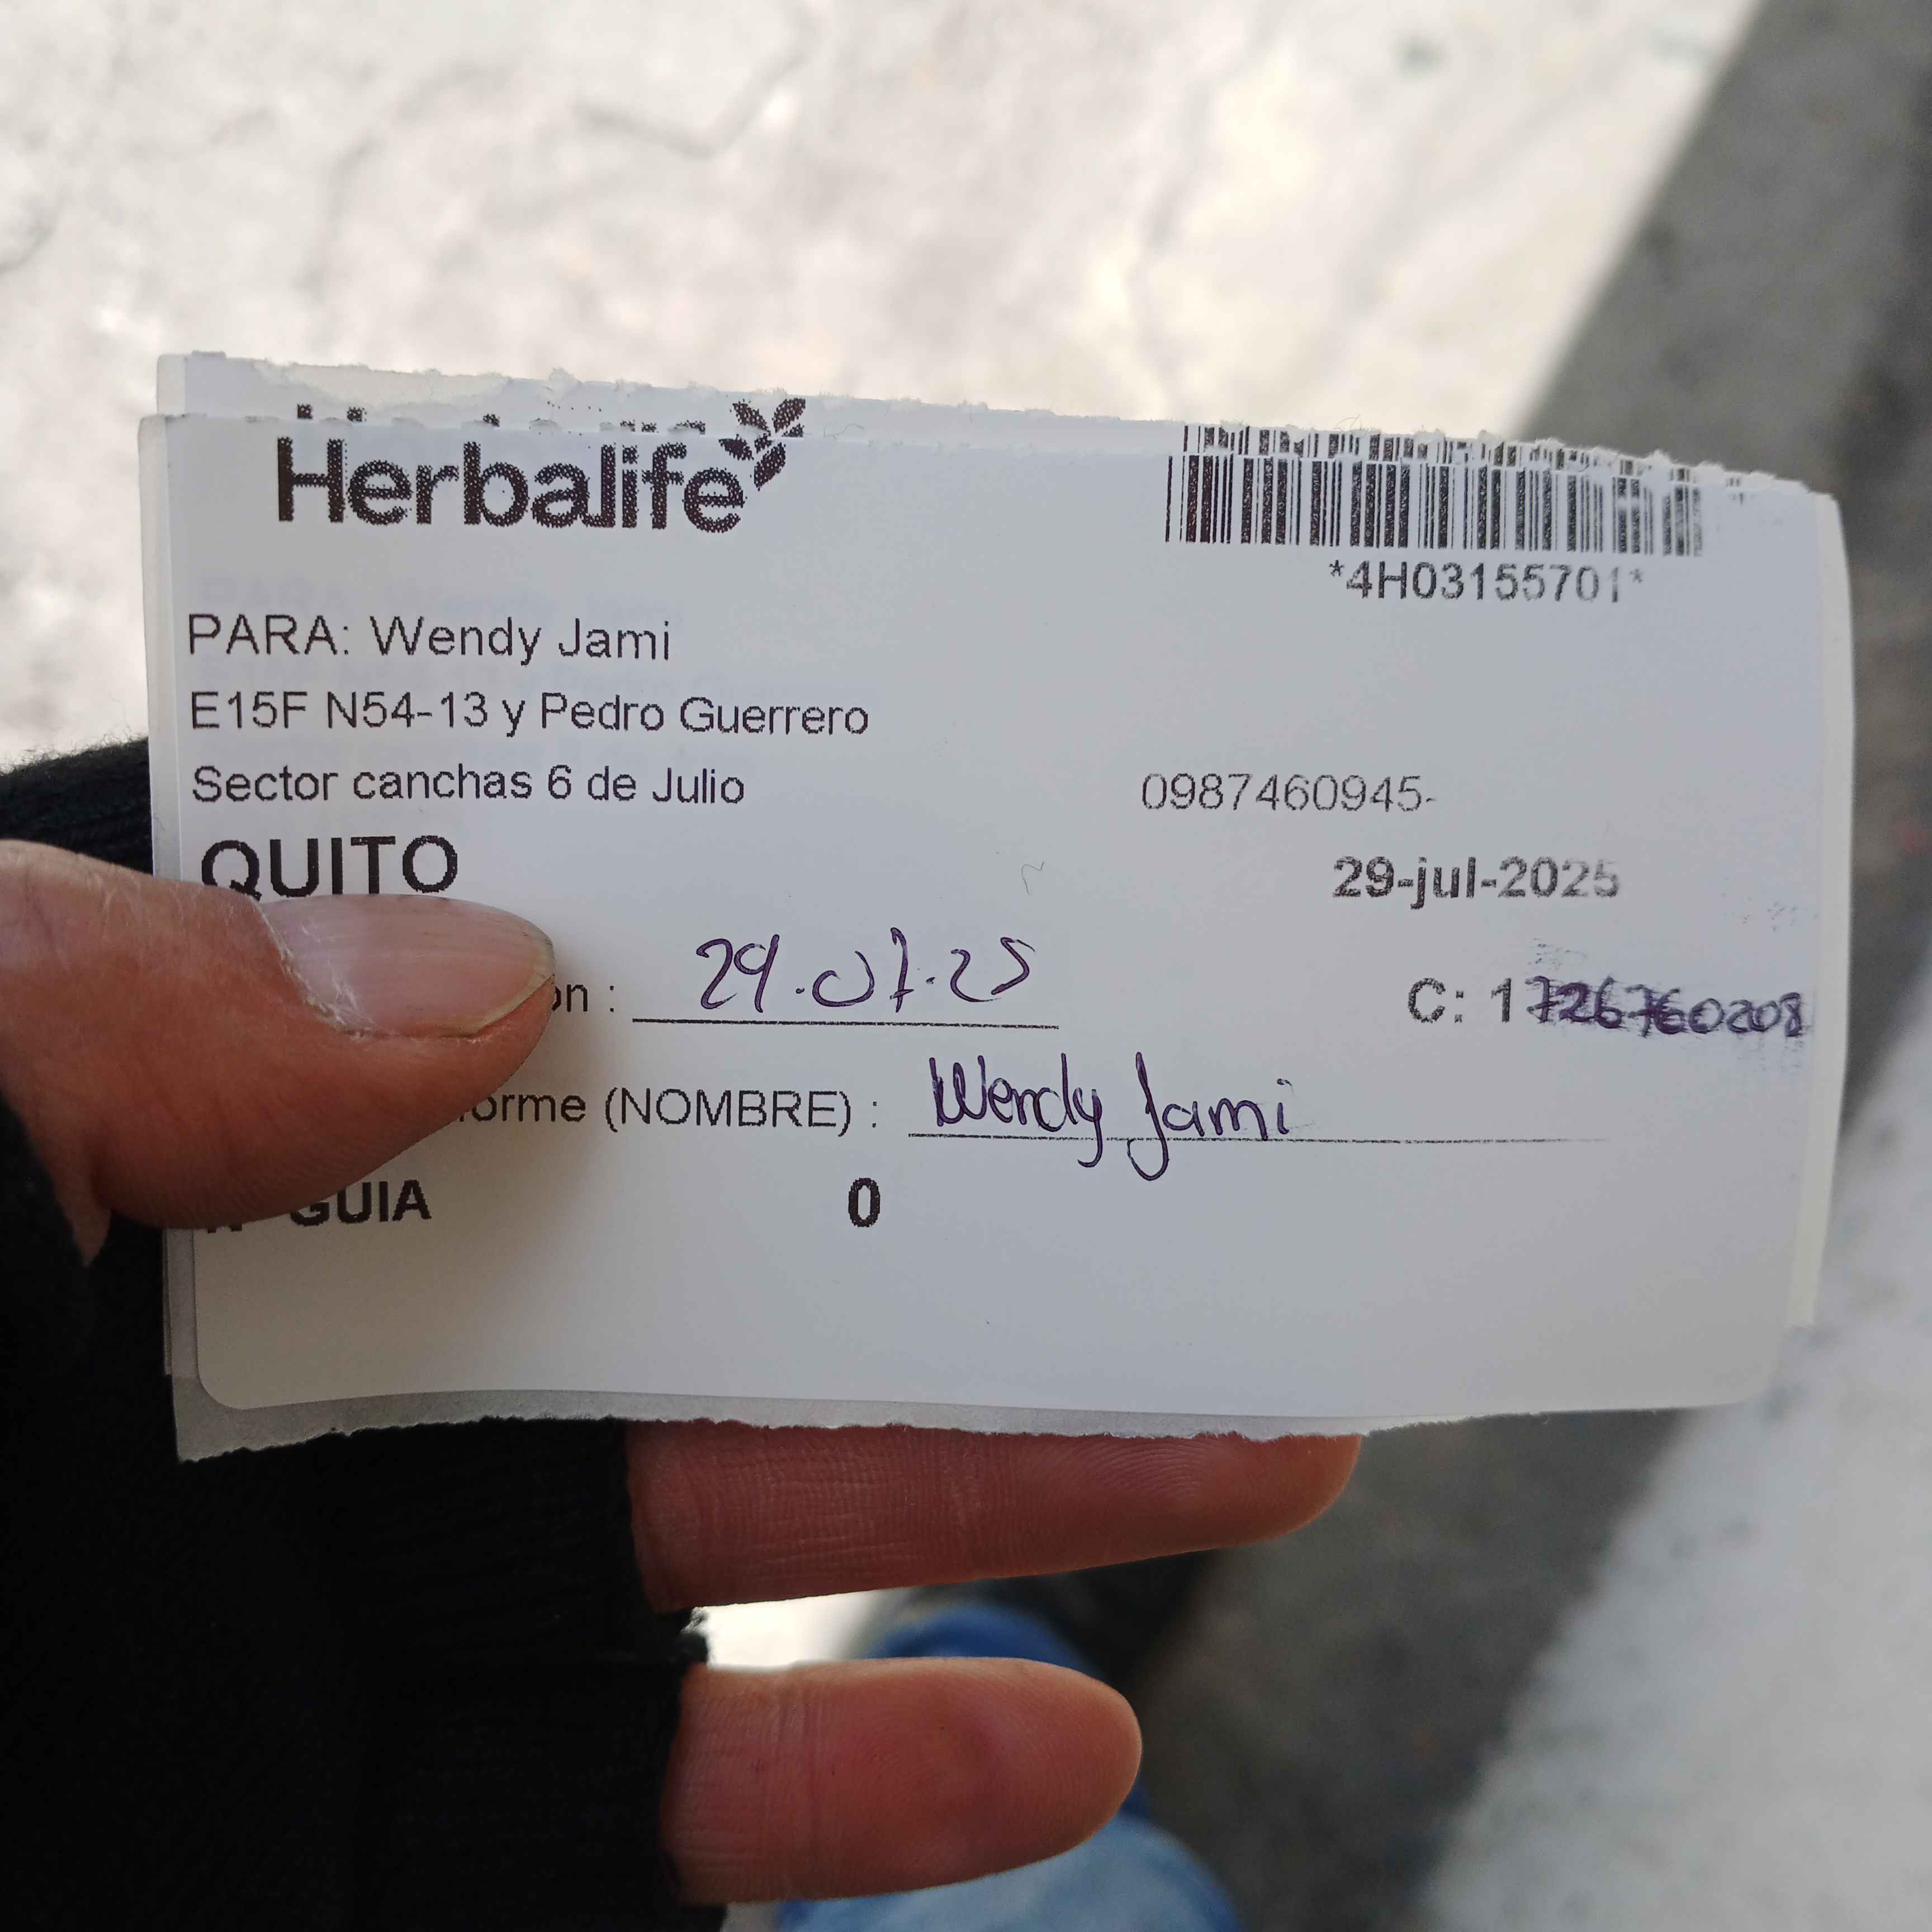 Herbalife
*4H03155701*
PARA: Wendy Jami
E15F N54-13 y Pedro Guerrero
Sector canchas 6 de Julio 0987460945-
QUITO
29-jul-2025
ón : 29.07.25 C: 1726760208
orme (NOMBRE) : Wendy Jami
GUIA 0